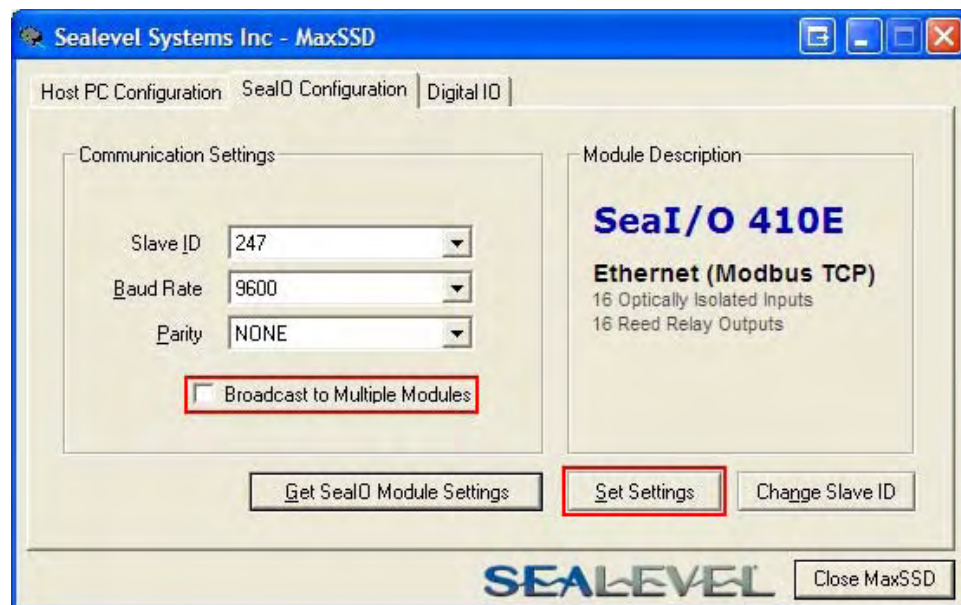 Sealevel Systems Inc - MaxSSD
Host PC Configuration
SeaIO Configuration
Digital IO
Communication Settings
Slave ID
247
Baud Rate
9600
Parity
NONE
Broadcast to Multiple Modules
Module Description
SeaI/O 410E
Ethernet (Modbus TCP)
16 Optically Isolated Inputs
16 Reed Relay Outputs
Get SeaIO Module Settings
Set Settings
Change Slave ID
SEALEVEL
Close MaxSSD